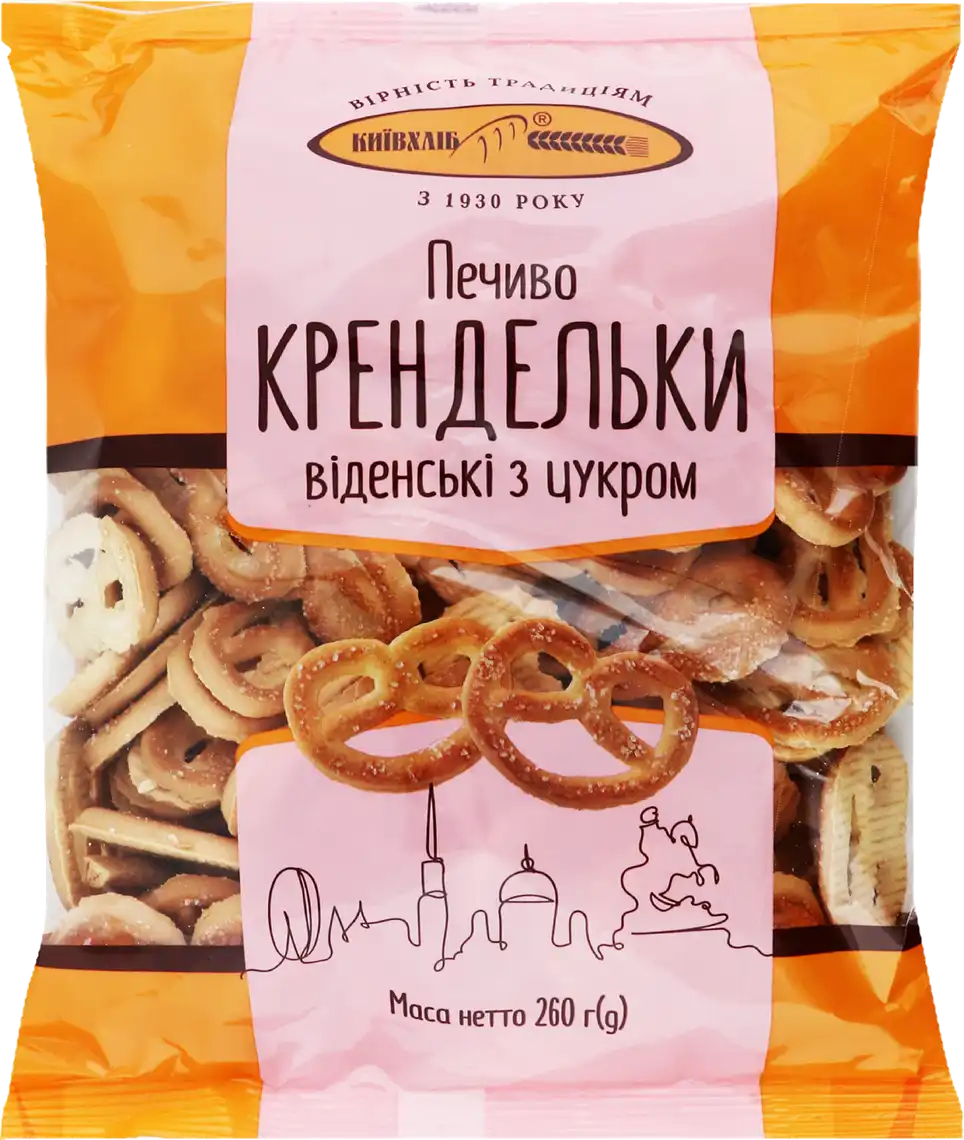 ВІРНІСТЬ ТРАДИЦІЯМ
КИЇВХЛІБ ®
З 1930 РОКУ
Печиво
КРЕНДЕЛЬКИ
віденські з цукром
Маса нетто 260 г(g)